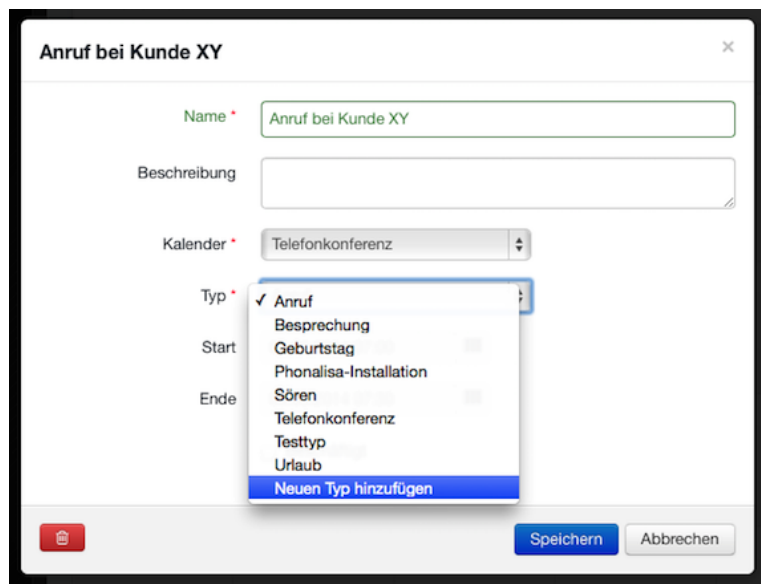 Anruf bei Kunde XY ×
Name * Anruf bei Kunde XY
Beschreibung
Kalender * Telefonkonferenz
Typ * ✓ Anruf
Besprechung
Start Geburtstag
Phonalisa-Installation
Ende Sören
Telefonkonferenz
Testtyp
Urlaub
Neuen Typ hinzufügen
Speichern Abbrechen